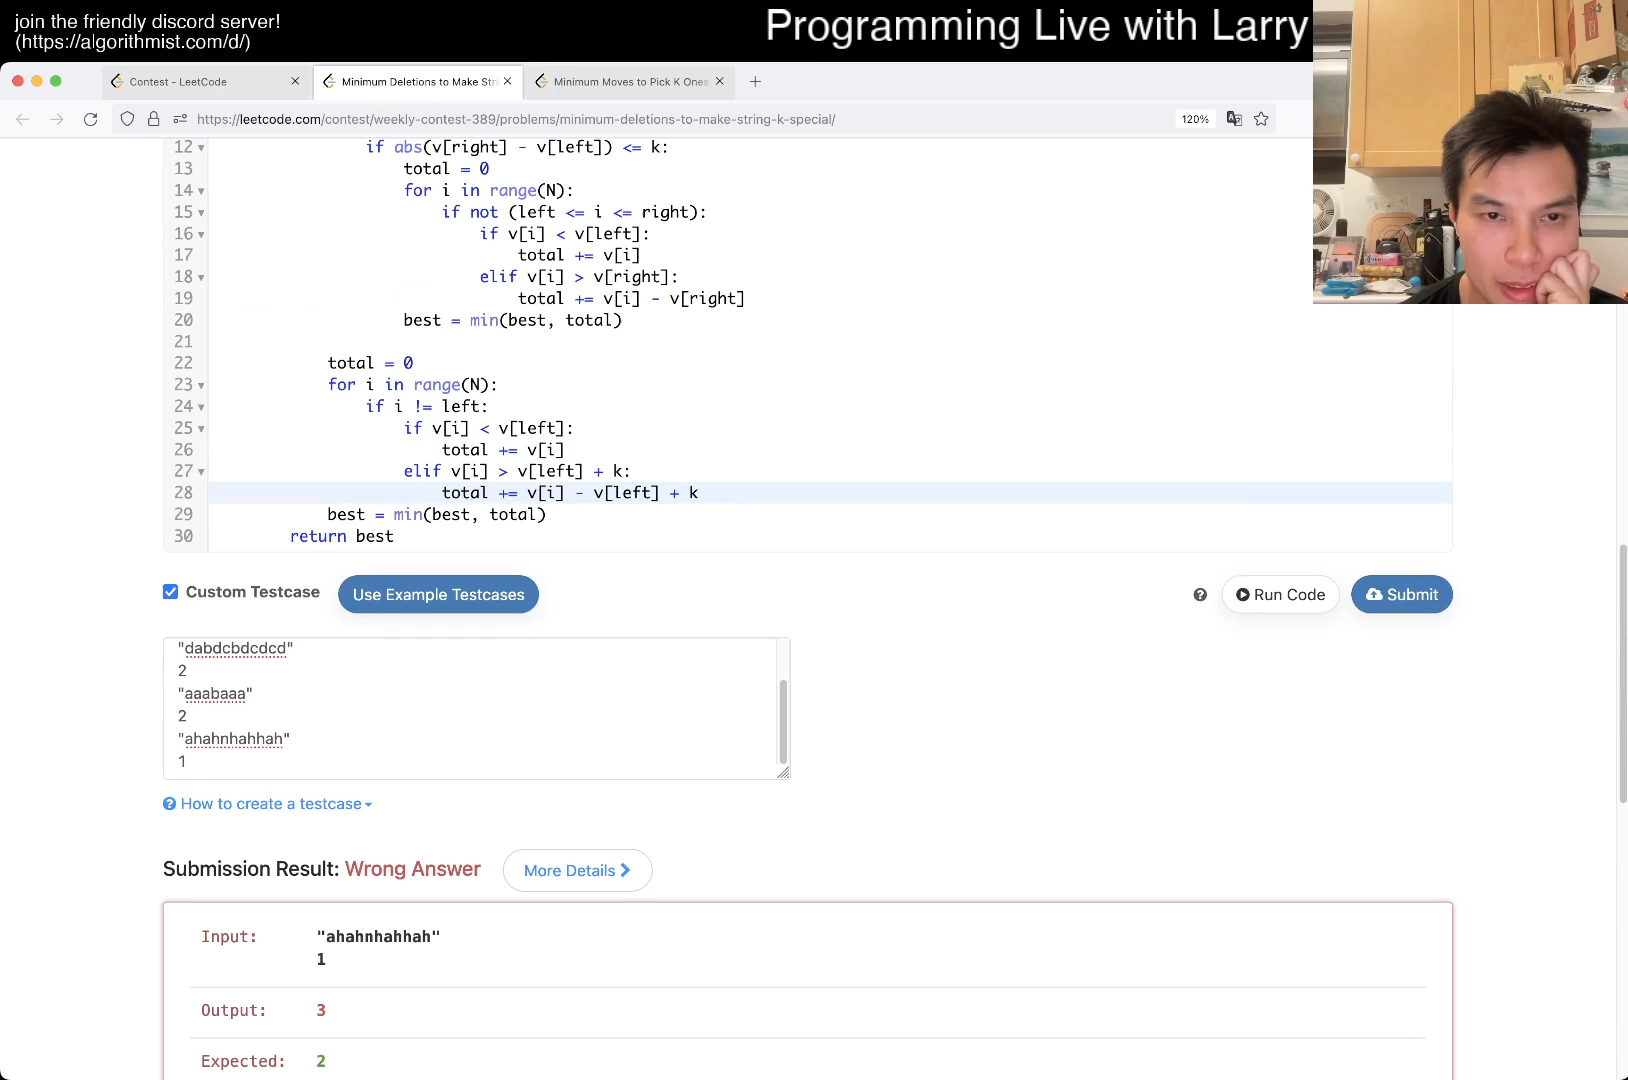 join the friendly discord server!
(https://algorithmist.com/d/)
Programming Live with Larry
Contest - LeetCode
Minimum Deletions to Make Stri
Minimum Moves to Pick K Ones
https://leetcode.com/contest/weekly-contest-389/problems/minimum-deletions-to-make-string-k-special/
120%
12 if abs(v[right] - v[left]) <= k:
13 total = 0
14 for i in range(N):
15 if not (left <= i <= right):
16 if v[i] < v[left]:
17 total += v[i]
18 elif v[i] > v[right]:
19 total += v[i] - v[right]
20 best = min(best, total)
21
22 total = 0
23 for i in range(N):
24 if i != left:
25 if v[i] < v[left]:
26 total += v[i]
27 elif v[i] > v[left] + k:
28 total += v[i] - v[left] + k
29 best = min(best, total)
30 return best
Custom Testcase
Use Example Testcases
Run Code
Submit
"dabdcbdcdcd"
2
"aaabaaa"
2
"ahahnhahhah"
1
How to create a testcase
Submission Result: Wrong Answer
More Details
Input: "ahahnhahhah"
1
Output: 3
Expected: 2